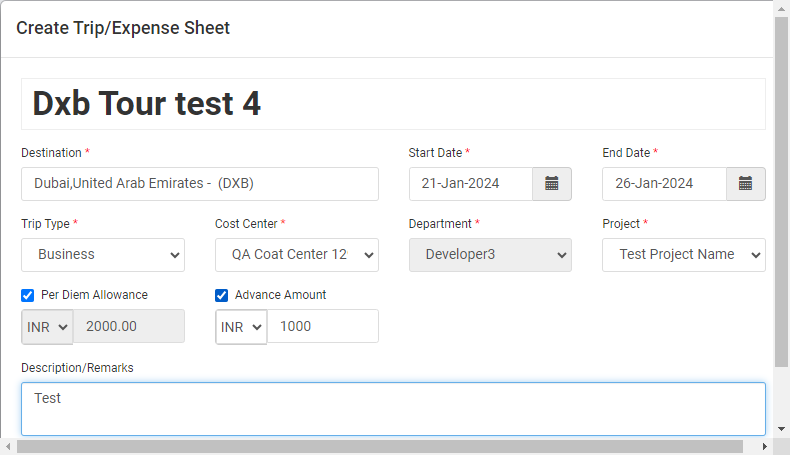 Create Trip/Expense Sheet
Dxb Tour test 4
Destination * Start Date * End Date *
Dubai,United Arab Emirates - (DXB) 21-Jan-2024 26-Jan-2024
Trip Type * Cost Center * Department * Project *
Business QA Coat Center 12 Developer3 Test Project Name
Per Diem Allowance Advance Amount
INR 2000.00 INR 1000
Description/Remarks
Test